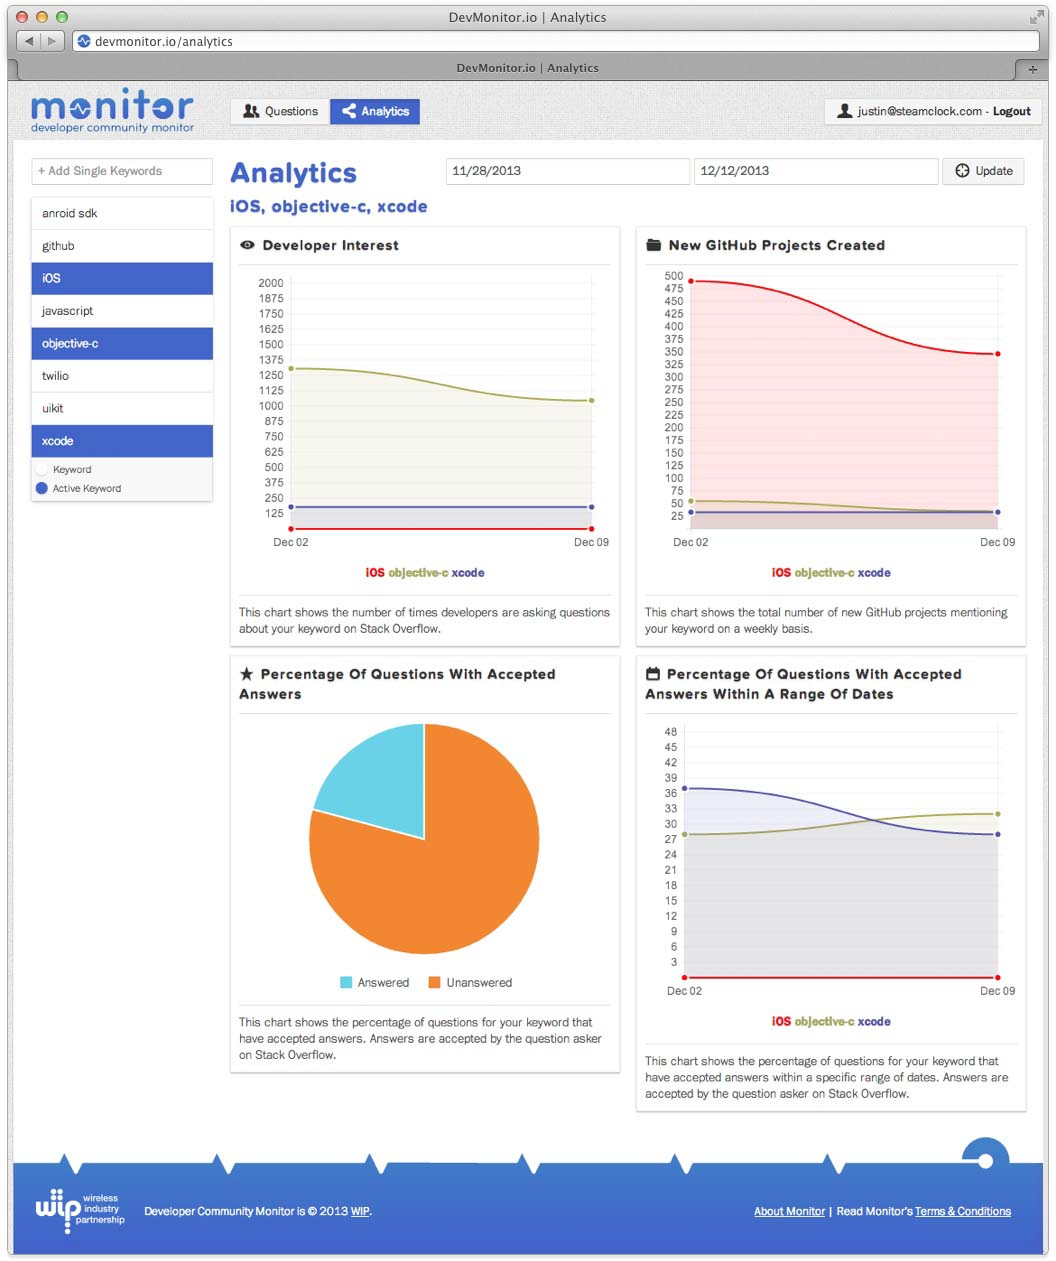 DevMonitor.io | Analytics
devmonitor.io/analytics
DevMonitor.io | Analytics
monitor
developer community monitor
Questions
Analytics
justin@steamclock.com - Logout
+ Add Single Keywords
anroid sdk
github
iOS
javascript
objective-c
twilio
uikit
xcode
Keyword
Active Keyword
Analytics
11/28/2013
12/12/2013
Update
iOS, objective-c, xcode
Developer Interest
2000
1875
1750
1625
1500
1375
1250
1125
1000
875
750
625
500
375
250
125
Dec 02
Dec 09
iOS objective-c xcode
This chart shows the number of times developers are asking questions
about your keyword on Stack Overflow.
New GitHub Projects Created
500
475
450
425
400
375
350
325
300
275
250
225
200
175
150
125
100
75
50
25
Dec 02
Dec 09
iOS objective-c xcode
This chart shows the total number of new GitHub projects mentioning
your keyword on a weekly basis.
Percentage Of Questions With Accepted
Answers
Answered
Unanswered
This chart shows the percentage of questions for your keyword that
have accepted answers. Answers are accepted by the question asker
on Stack Overflow.
Percentage Of Questions With Accepted
Answers Within A Range Of Dates
48
45
42
39
36
33
30
27
24
21
18
15
12
9
6
3
Dec 02
Dec 09
iOS objective-c xcode
This chart shows the percentage of questions for your keyword that
have accepted answers within a specific range of dates. Answers are
accepted by the question asker on Stack Overflow.
wip
wireless
industry
partnership
Developer Community Monitor is © 2013 WIP.
About Monitor | Read Monitor's Terms & Conditions